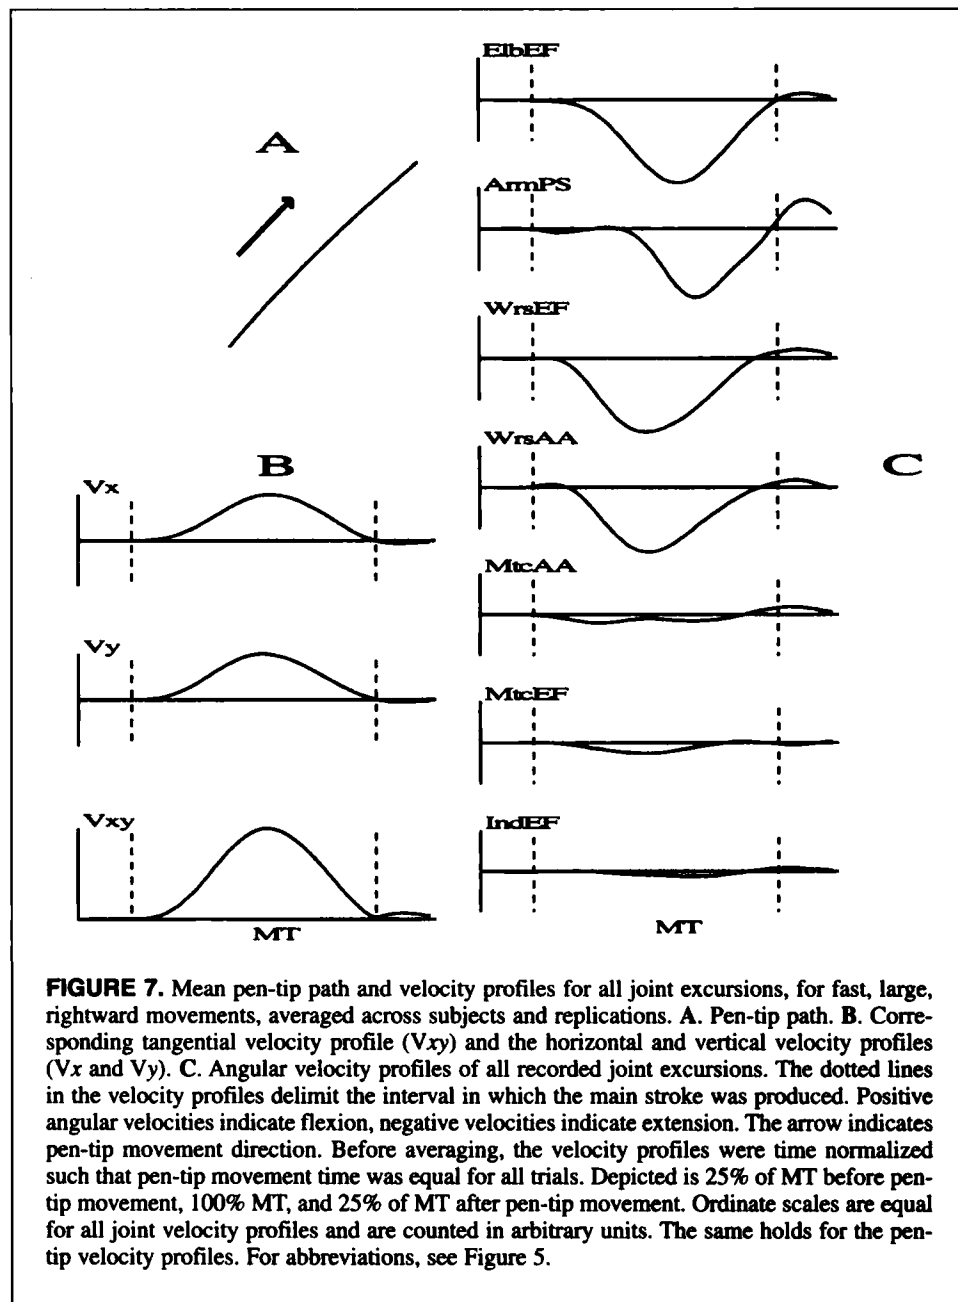 ElbEF
A
ArmPS
WrsEF
WrsAA
B
C
Vx
MtcAA
Vy
MtcEF
Vxy
IndEF
MT
MT
FIGURE 7. Mean pen-tip path and velocity profiles for all joint excursions, for fast, large,
rightward movements, averaged across subjects and replications. A. Pen-tip path. B. Corre-
sponding tangential velocity profile (Vxy) and the horizontal and vertical velocity profiles
(Vx and Vy). C. Angular velocity profiles of all recorded joint excursions. The dotted lines
in the velocity profiles delimit the interval in which the main stroke was produced. Positive
angular velocities indicate flexion, negative velocities indicate extension. The arrow indicates
pen-tip movement direction. Before averaging, the velocity profiles were time normalized
such that pen-tip movement time was equal for all trials. Depicted is 25% of MT before pen-
tip movement, 100% MT, and 25% of MT after pen-tip movement. Ordinate scales are equal
for all joint velocity profiles and are counted in arbitrary units. The same holds for the pen-
tip velocity profiles. For abbreviations, see Figure 5.